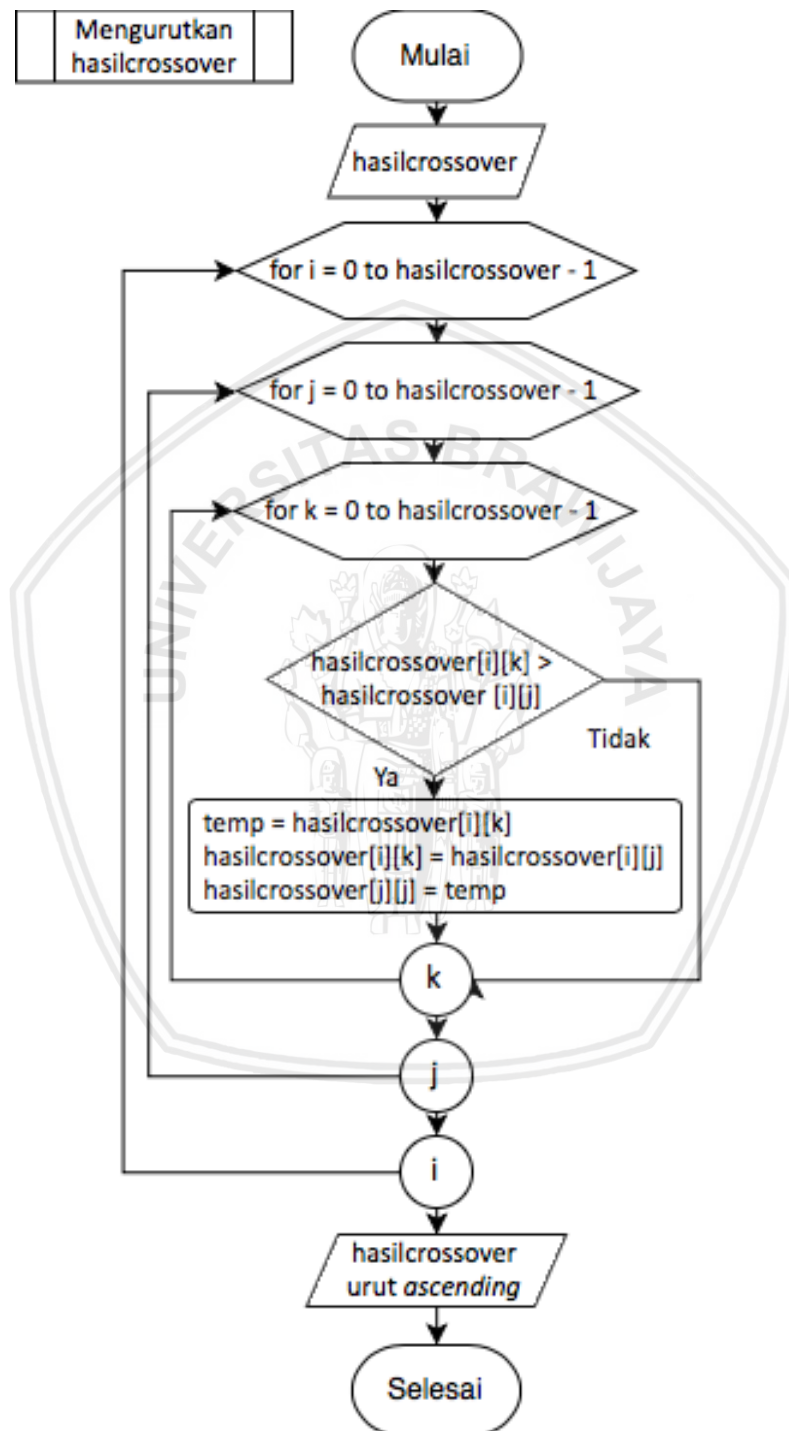 Mengurutkan
hasilcrossover
Mulai
hasilcrossover
for i = 0 to hasilcrossover - 1
for j = 0 to hasilcrossover - 1
for k = 0 to hasilcrossover - 1
hasilcrossover[i][k] >
hasilcrossover [i][j]
Tidak
Ya
temp = hasilcrossover[i][k]
hasilcrossover[i][k] = hasilcrossover[i][j]
hasilcrossover[j][j] = temp
k
j
i
hasilcrossover
urut ascending
Selesai
UNIVERSITAS BRAWIJAYA